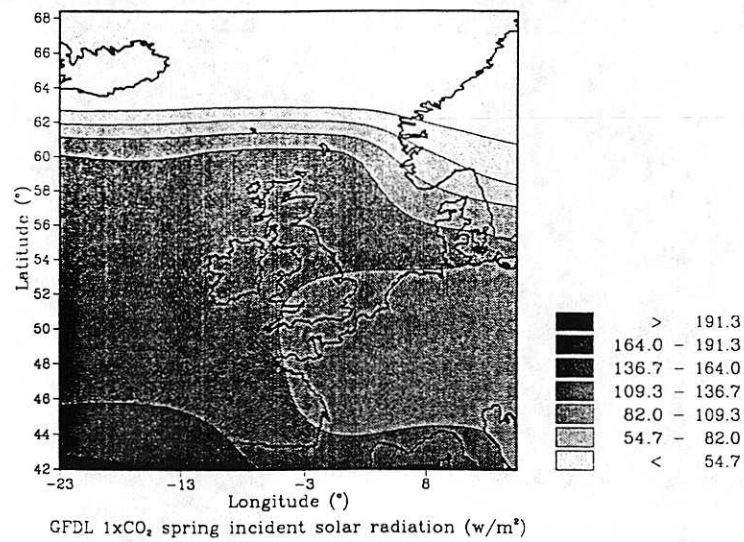 68
66
64
62
60
58
56
54
52
50
48
46
44
42
Latitude (°)
-23
-13
-3
8
Longitude (°)
> 191.3
164.0 - 191.3
136.7 - 164.0
109.3 - 136.7
82.0 - 109.3
54.7 - 82.0
< 54.7
GFDL 1xCO₂ spring incident solar radiation (w/m²)